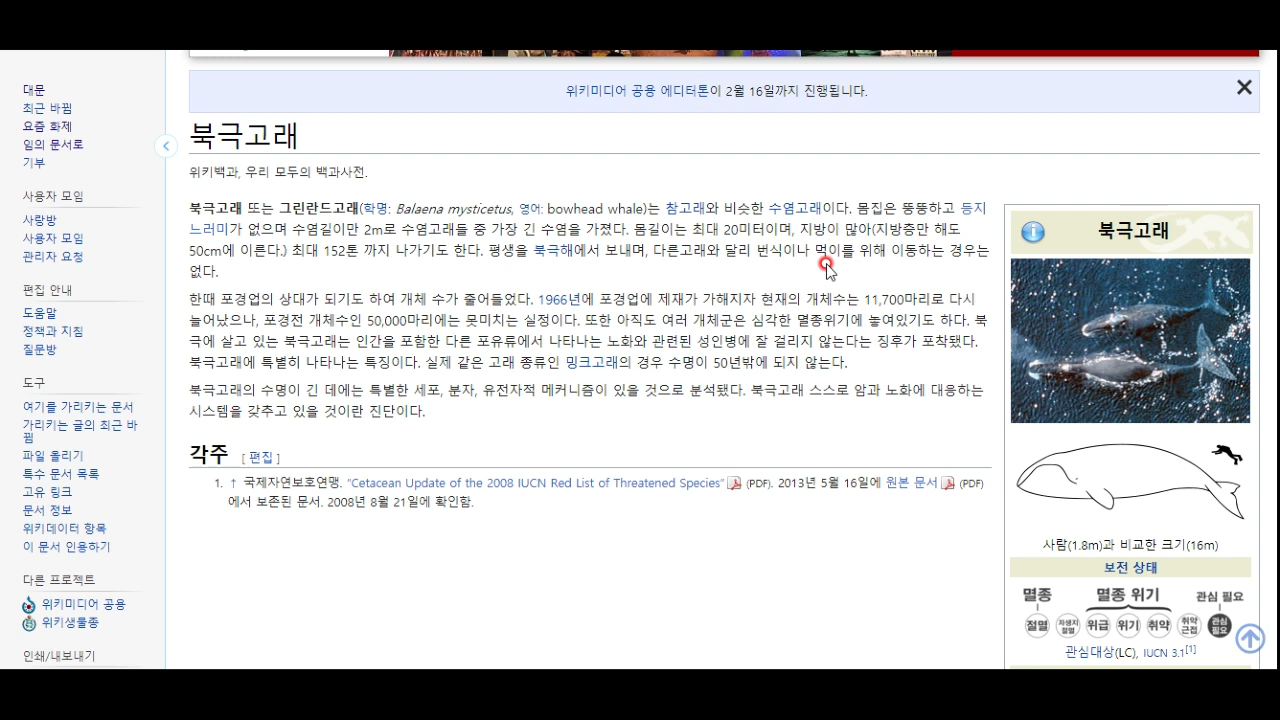 대문
최근 바뀜
요즘 화제
임의 문서로
기부
사용자 모임
사랑방
사용자 모임
관리자 요청
편집 안내
도움말
정책과 지침
질문방
도구
여기를 가리키는 문서
가리키는 글의 최근 바
뀜
파일 올리기
특수 문서 목록
고유 링크
문서 정보
위키데이터 항목
이 문서 인용하기
다른 프로젝트
위키미디어 공용
위키생물종
인쇄/내보내기
위키미디어 공용 에디터톤이 2월 16일까지 진행됩니다.
북극고래
위키백과, 우리 모두의 백과사전.
북극고래 또는 그린란드고래(학명: Balaena mysticetus, 영어: bowhead whale)는 참고래와 비슷한 수염고래이다. 몸집은 뚱뚱하고 등지
느러미가 없으며 수염길이만 2m로 수염고래들 중 가장 긴 수염을 가졌다. 몸길이는 최대 20미터이며, 지방이 많아(지방층만 해도
50cm에 이른다.) 최대 152톤 까지 나가기도 한다. 평생을 북극해에서 보내며, 다른고래와 달리 번식이나 먹이를 위해 이동하는 경우는
없다.
한때 포경업의 상대가 되기도 하여 개체 수가 줄어들었다. 1966년에 포경업에 제재가 가해지자 현재의 개체수는 11,700마리로 다시
늘어났으나, 포경전 개체수인 50,000마리에는 못미치는 실정이다. 또한 아직도 여러 개체군은 심각한 멸종위기에 놓여있기도 하다. 북
극에 살고 있는 북극고래는 인간을 포함한 다른 포유류에서 나타나는 노화와 관련된 성인병에 잘 걸리지 않는다는 징후가 포착됐다.
북극고래에 특별히 나타나는 특징이다. 실제 같은 고래 종류인 밍크고래의 경우 수명이 50년밖에 되지 않는다.
북극고래의 수명이 긴 데에는 특별한 세포, 분자, 유전자적 메커니즘이 있을 것으로 분석됐다. 북극고래 스스로 암과 노화에 대응하는
시스템을 갖추고 있을 것이란 진단이다.
각주 [ 편집 ]
1. ↑ 국제자연보호연맹. "Cetacean Update of the 2008 IUCN Red List of Threatened Species" (PDF). 2013년 5월 16일에 원본 문서 (PDF)
에서 보존된 문서. 2008년 8월 21일에 확인함.
북극고래
사람(1.8m)과 비교한 크기(16m)
보전 상태
멸종 멸종 위기 관심 필요
절멸 자생지 절멸 위급 위기 취약 취약 근접 관심 필요
관심대상(LC), IUCN 3.1[1]